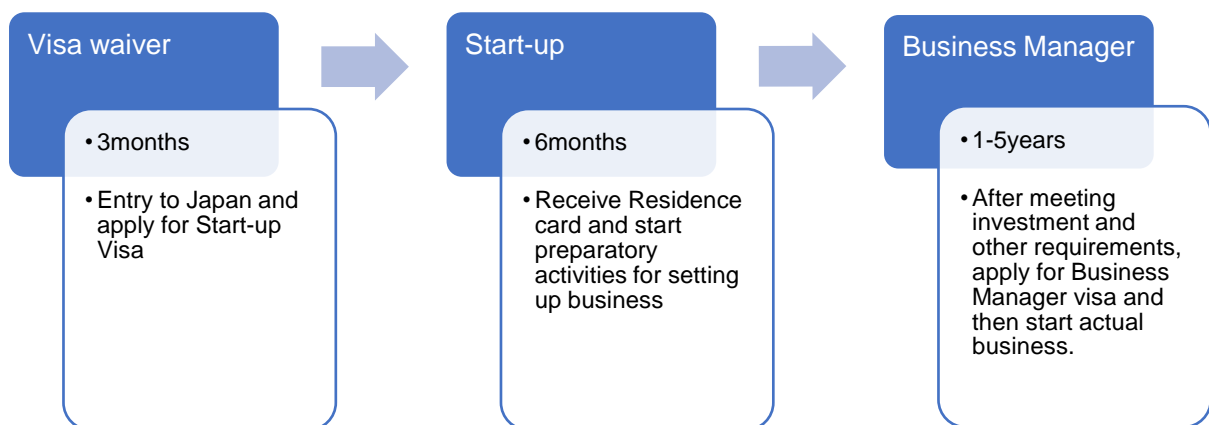 Visa waiver
• 3months
• Entry to Japan and
apply for Start-up
Visa
Start-up
• 6months
• Receive Residence
card and start
preparatory
activities for setting
up business
Business Manager
• 1-5years
• After meeting
investment and
other requirements,
apply for Business
Manager visa and
then start actual
business.